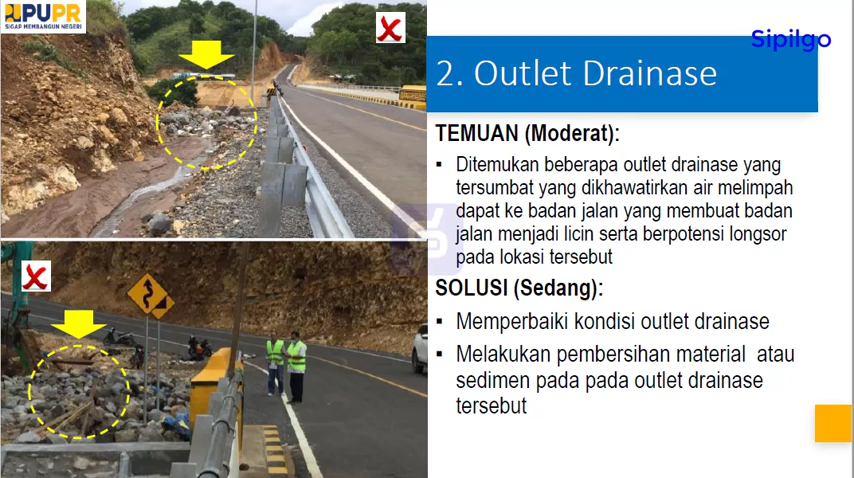 PUPR
SIGAP MEMBANGUN NEGERI
Sipilgo
2. Outlet Drainase
TEMUAN (Moderat):
▪ Ditemukan beberapa outlet drainase yang
tersumbat yang dikhawatirkan air melimpah
dapat ke badan jalan yang membuat badan
jalan menjadi licin serta berpotensi longsor
pada lokasi tersebut
SOLUSI (Sedang):
▪ Memperbaiki kondisi outlet drainase
▪ Melakukan pembersihan material atau
sedimen pada pada outlet drainase
tersebut